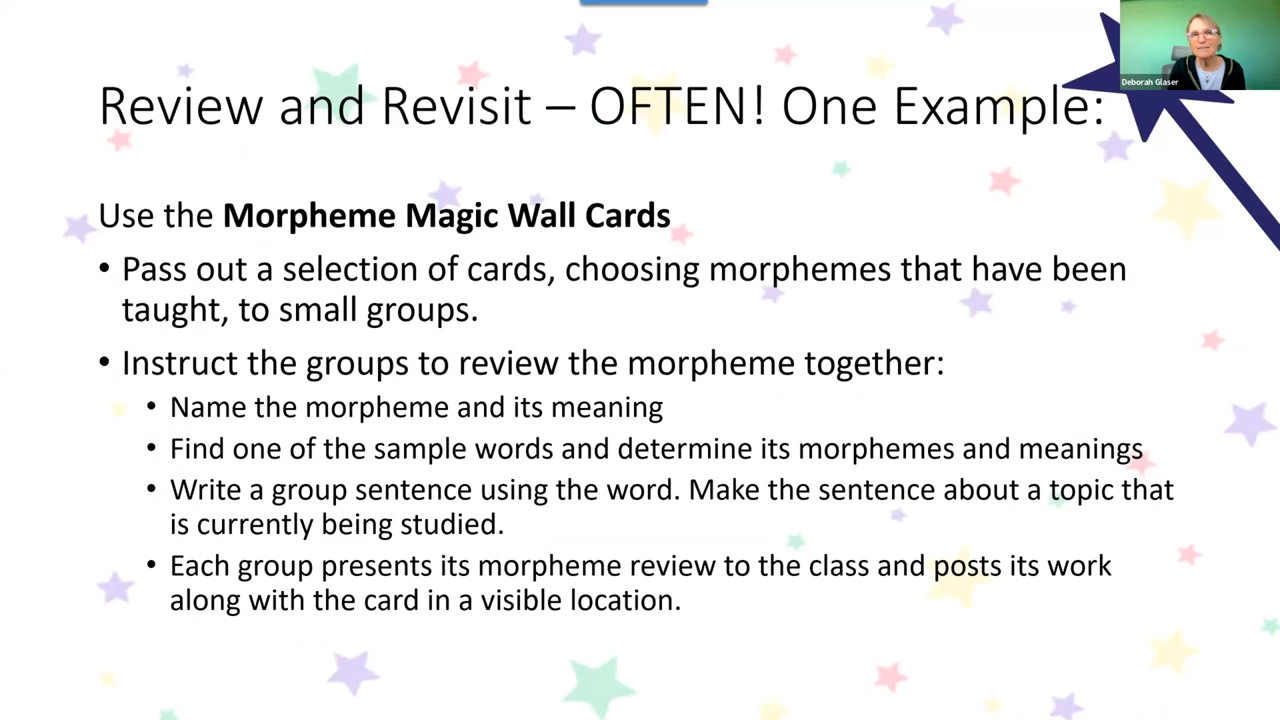 Deborah Glaser
Review and Revisit – OFTEN! One Example:
Use the Morpheme Magic Wall Cards
• Pass out a selection of cards, choosing morphemes that have been
taught, to small groups.
• Instruct the groups to review the morpheme together:
• Name the morpheme and its meaning
• Find one of the sample words and determine its morphemes and meanings
• Write a group sentence using the word. Make the sentence about a topic that
is currently being studied.
• Each group presents its morpheme review to the class and posts its work
along with the card in a visible location.